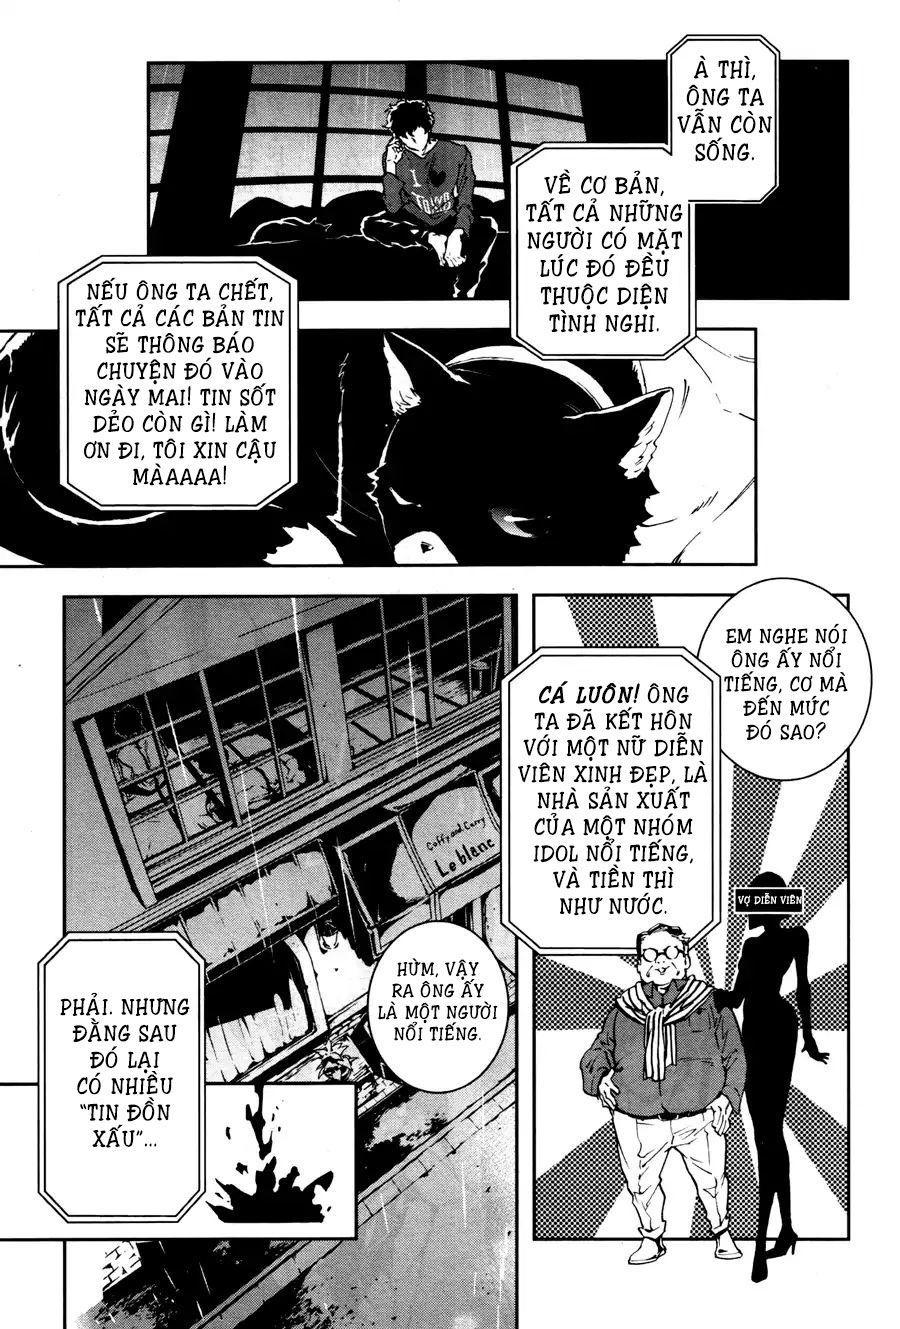 À THÌ,
ÔNG TA
VẪN CÒN
SỐNG.
VỀ CƠ BẢN,
TẤT CẢ NHỮNG
NGƯỜI CÓ MẶT
LÚC ĐÓ ĐỀU
THUỘC DIỆN
TÌNH NGHI.
I
NẾU ÔNG TA CHẾT,
TẤT CẢ CÁC BẢN TIN
SẼ THÔNG BÁO
CHUYỆN ĐÓ VÀO
NGÀY MAI! TIN SỐT
DẺO CÒN GÌ! LÀM
ƠN ĐI, TÔI XIN CẬU
MÀAAAA!
EM NGHE NÓI
ÔNG ẤY NỔI
TIẾNG, CƠ MÀ
ĐẾN MỨC
ĐÓ SAO?
CÁ LUÔN! ÔNG
TA ĐÃ KẾT HÔN
VỚI MỘT NỮ DIỄN
VIÊN XINH ĐẸP, LÀ
NHÀ SẢN XUẤT
CỦA MỘT NHÓM
IDOL NỔI TIẾNG,
VÀ TIỀN THÌ
NHƯ NƯỚC.
VỢ DIỄN VIÊN
Coffy and Curry
Le blanc
HỪM, VẬY
RA ÔNG ẤY
LÀ MỘT NGƯỜI
NỔI TIẾNG.
PHẢI. NHƯNG
ĐẰNG SAU
ĐÓ LẠI
CÓ NHIỀU
“TIN ĐỒN
XẤU”...